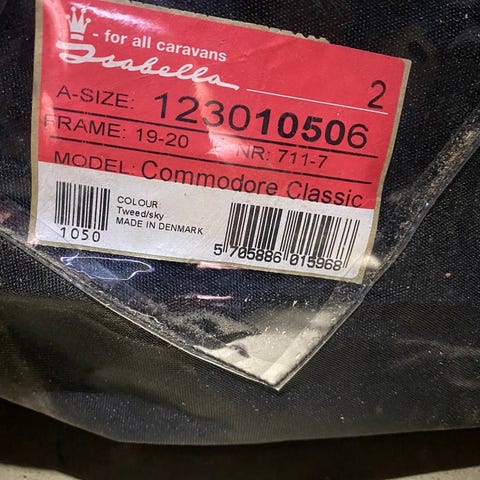 - for all caravans
Isabella 2
A-SIZE: 123010506
FRAME: 19-20 NR: 711-7
MODEL: Commodore Classic
COLOUR:
Tweed/sky
MADE IN DENMARK
1050
5 705886 015968